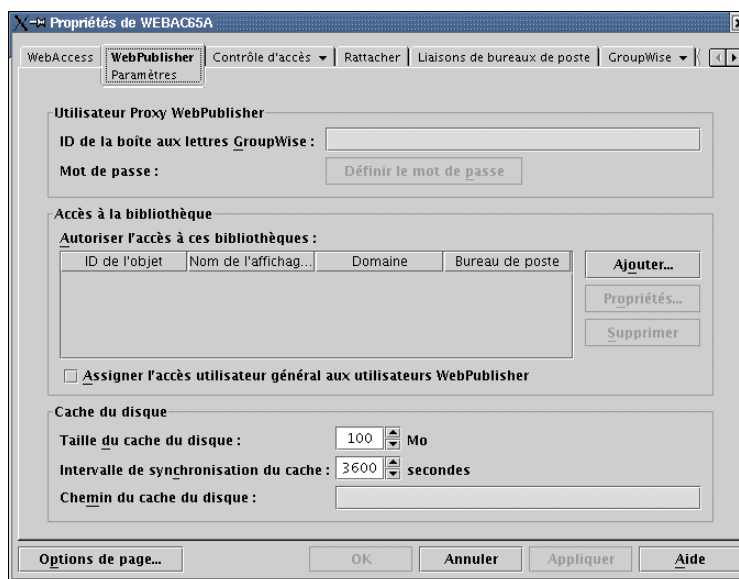 Propriétés de WEBAC65A
WebAccess WebPublisher Contrôle d'accès Rattacher Liaisons de bureaux de poste GroupWise
Paramètres
Utilisateur Proxy WebPublisher
ID de la boîte aux lettres GroupWise :
Mot de passe : Définir le mot de passe
Accès à la bibliothèque
Autoriser l'accès à ces bibliothèques :
ID de l'objet Nom de l'affichag... Domaine Bureau de poste
Ajouter...
Propriétés...
Supprimer
Assigner l'accès utilisateur général aux utilisateurs WebPublisher
Cache du disque
Taille du cache du disque : 100 Mo
Intervalle de synchronisation du cache : 3600 secondes
Chemin du cache du disque :
Options de page... OK Annuler Appliquer Aide